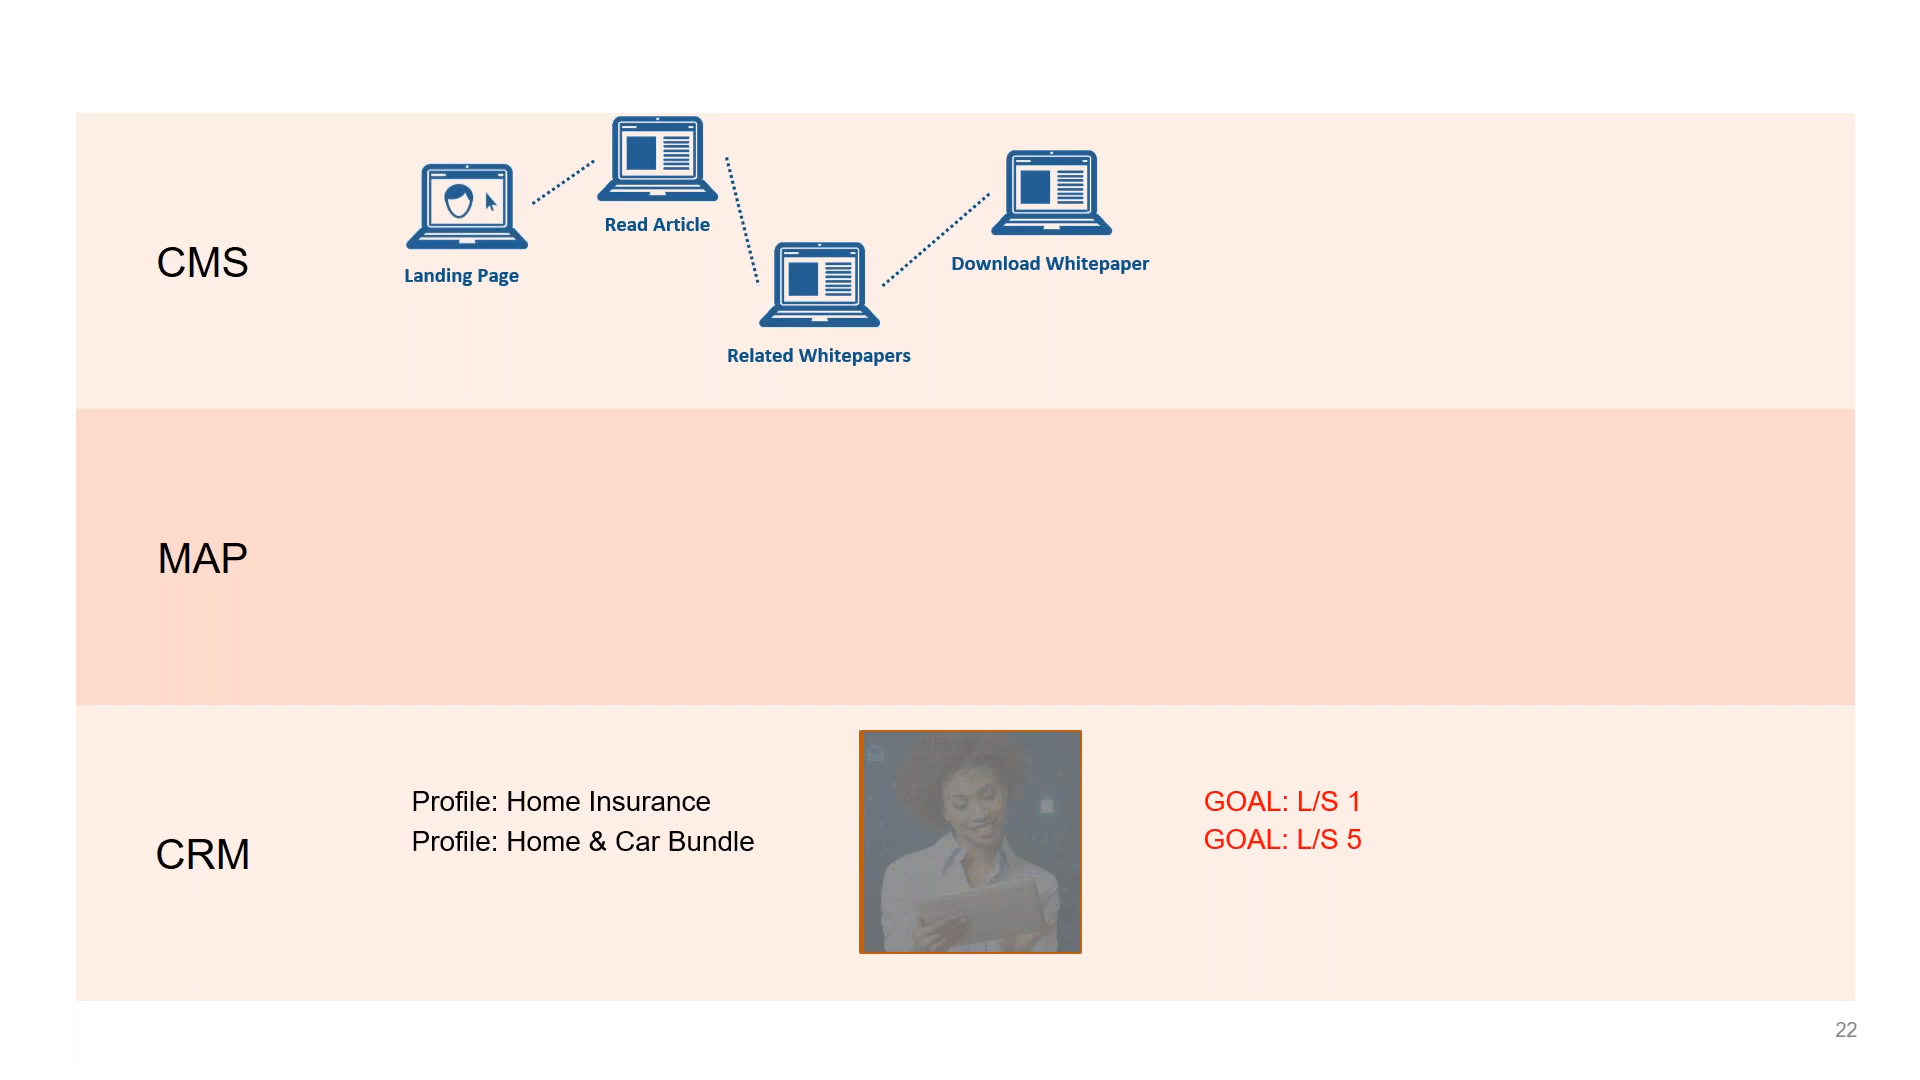 CMS
Landing Page
Read Article
Related Whitepapers
Download Whitepaper
MAP
CRM
Profile: Home Insurance
Profile: Home & Car Bundle
GOAL: L/S 1
GOAL: L/S 5
22